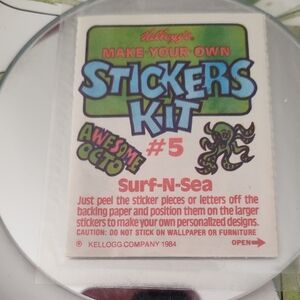 Kellogg's
MAKE·YOUR·OWN
STICKERS
KIT
AWESOME
OCTO
#5
Surf-N-Sea
Just peel the sticker pieces or letters off the
backing paper and position them on the larger
stickers to make your own personalized designs.
CAUTION: DO NOT STICK ON WALLPAPER OR FURNITURE
® KELLOGG COMPANY 1984
OPEN→